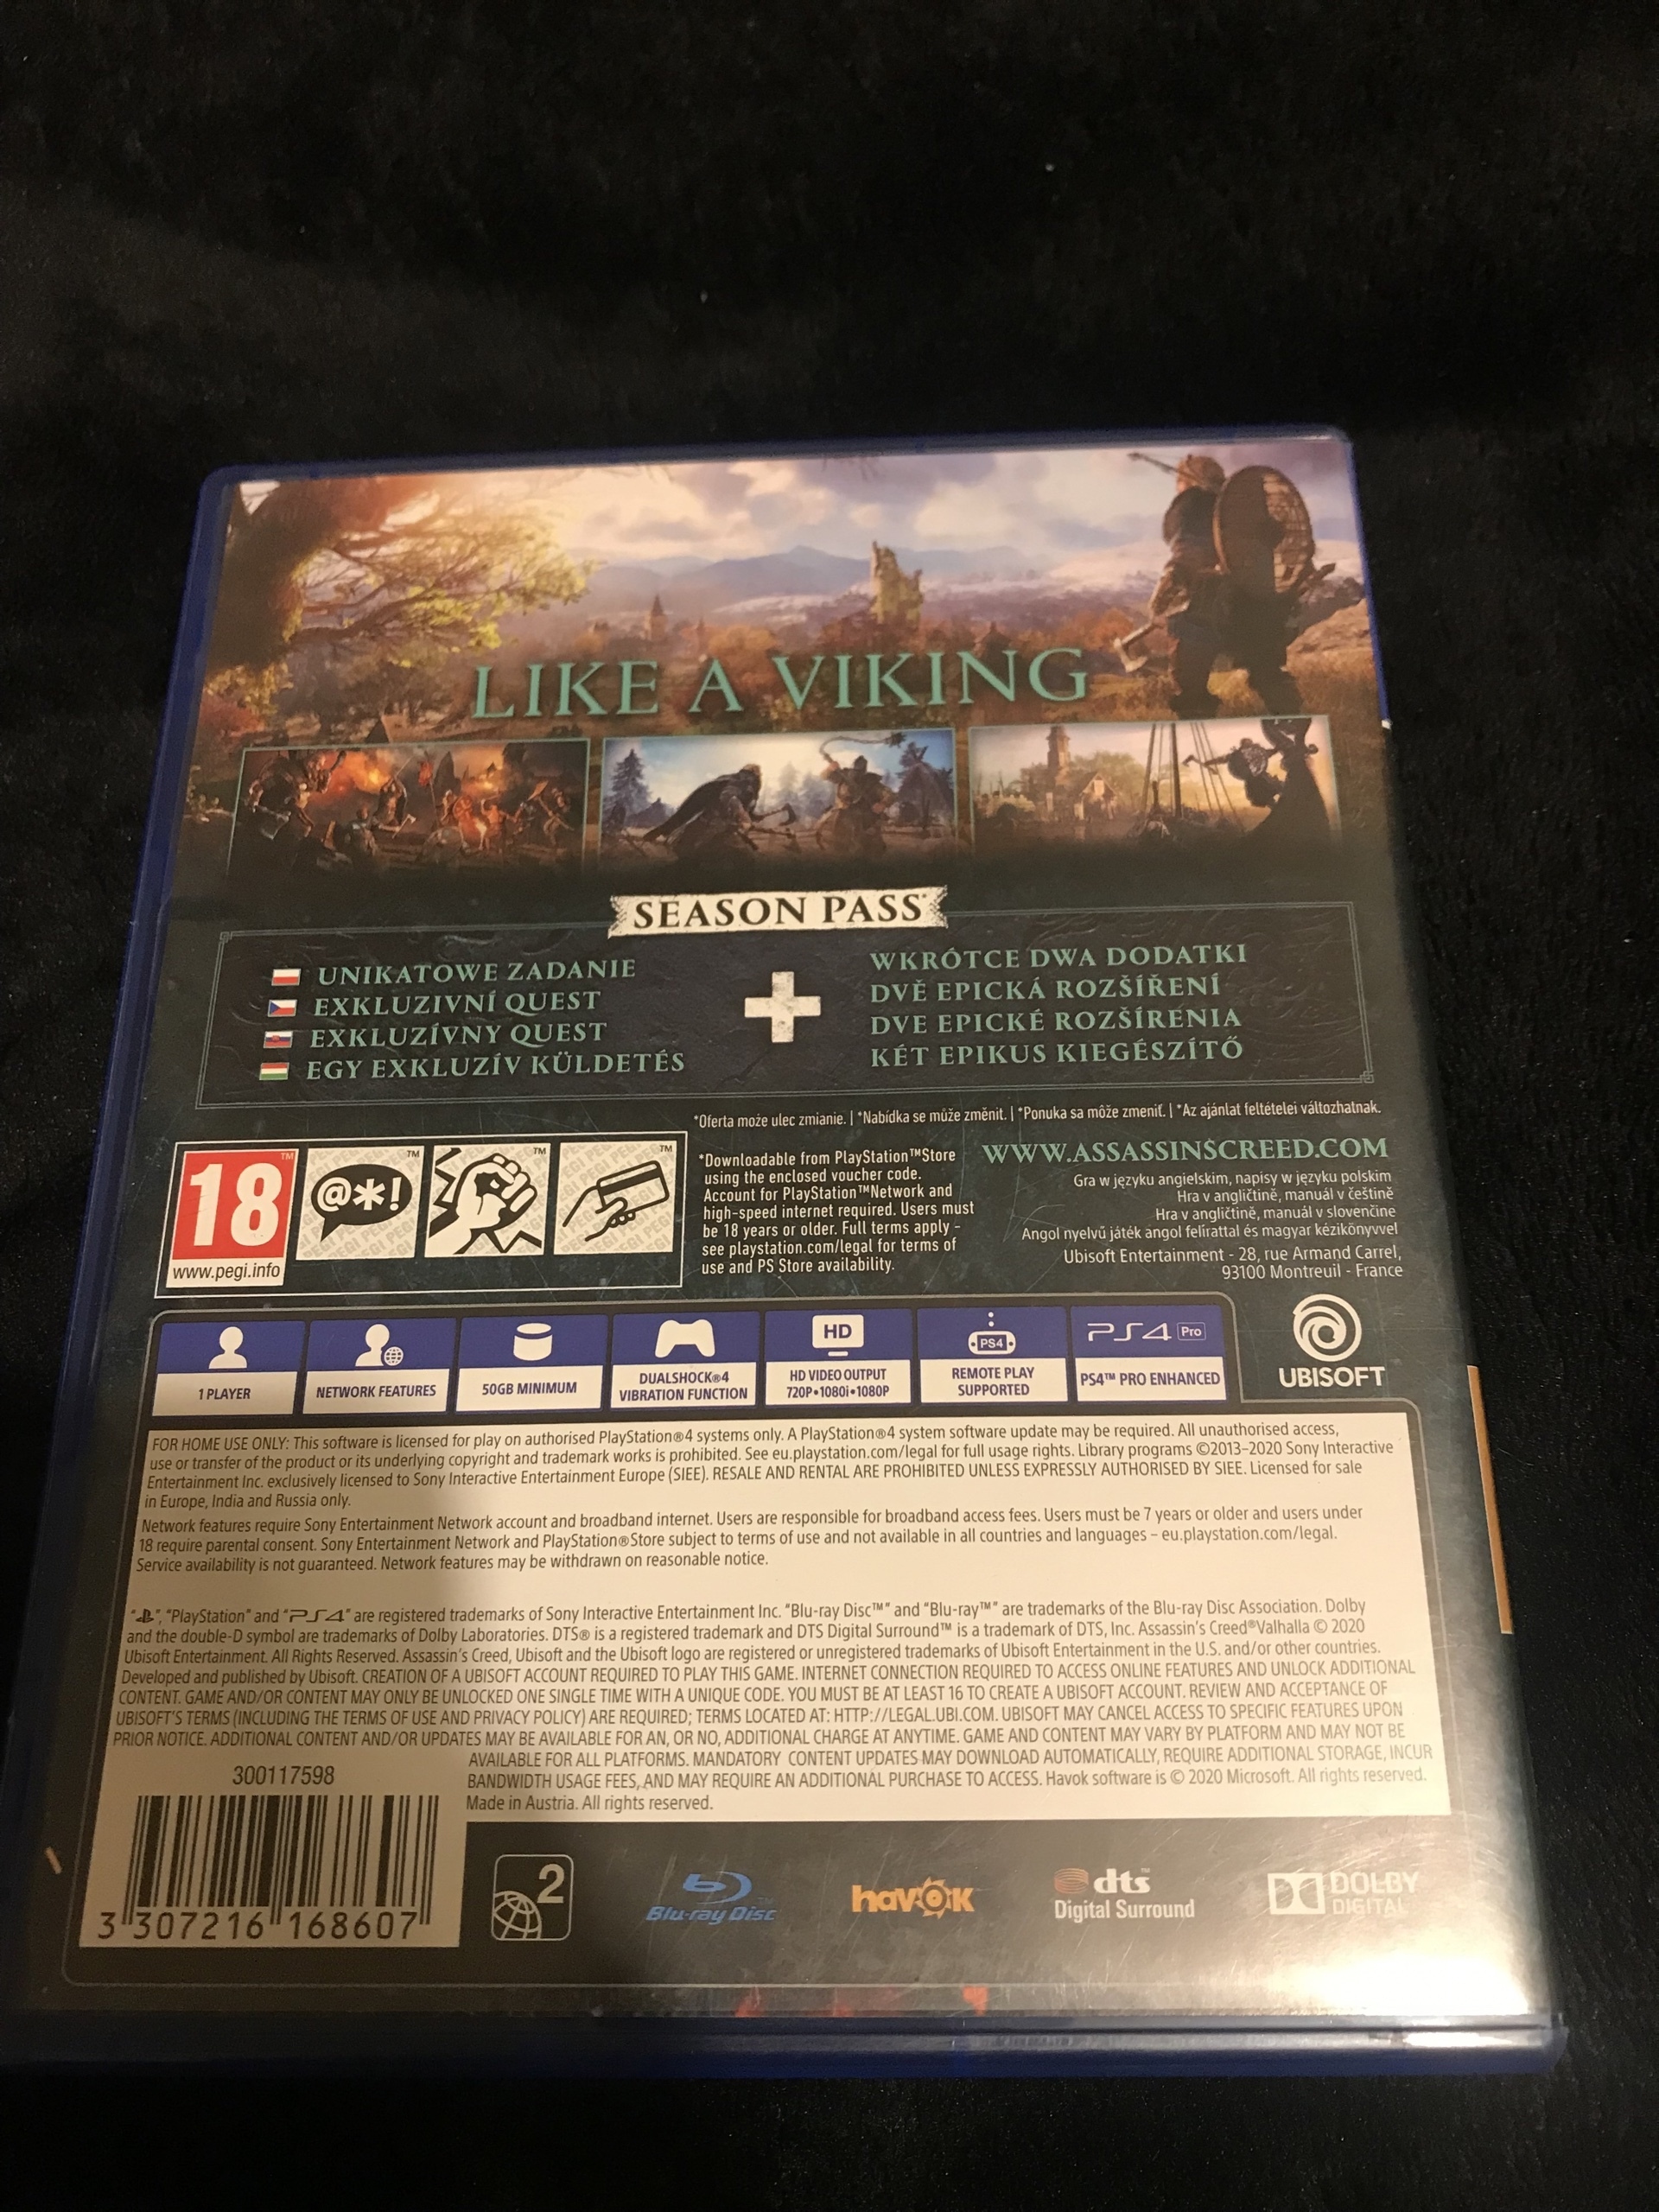 LIKE A VIKING
SEASON PASS*
UNIKATOWE ZADANIE
EXKLUZIVNÍ QUEST
EXKLUZÍVNY QUEST
EGY EXKLUZÍV KÜLDETÉS
WKRÓTCE DWA DODATKI
DVĚ EPICKÁ ROZŠÍŘENÍ
DVE EPICKÉ ROZŠÍRENIA
KÉT EPIKUS KIEGÉSZÍTŐ
*Oferta może ulec zmianie. | *Nabídka se může změnit. | *Ponuka sa môže zmeniť. | *Az ajánlat feltételei változhatnak.
18™
www.pegi.info
@*!
™
PEGI
™
™
PEGI
*Downloadable from PlayStation™Store
using the enclosed voucher code.
Account for PlayStation™Network and
high-speed internet required. Users must
be 18 years or older. Full terms apply –
see playstation.com/legal for terms of
use and PS Store availability.
WWW.ASSASSINSCREED.COM
Gra w języku angielskim, napisy w języku polskim
Hra v angličtině, manuál v češtině
Hra v angličtine, manuál v slovenčine
Angol nyelvű játék angol felirattal és magyar kézikönyvvel
Ubisoft Entertainment - 28, rue Armand Carrel,
93100 Montreuil - France
1 PLAYER
NETWORK FEATURES
50GB MINIMUM
DUALSHOCK®4
VIBRATION FUNCTION
HD
HD VIDEO OUTPUT
720P•1080i•1080P
PS4
REMOTE PLAY
SUPPORTED
PS4 Pro
PS4™ PRO ENHANCED
UBISOFT
FOR HOME USE ONLY: This software is licensed for play on authorised PlayStation®4 systems only. A PlayStation®4 system software update may be required. All unauthorised access,
use or transfer of the product or its underlying copyright and trademark works is prohibited. See eu.playstation.com/legal for full usage rights. Library programs ©2013-2020 Sony Interactive
Entertainment Inc. exclusively licensed to Sony Interactive Entertainment Europe (SIEE). RESALE AND RENTAL ARE PROHIBITED UNLESS EXPRESSLY AUTHORISED BY SIEE. Licensed for sale
in Europe, India and Russia only.
Network features require Sony Entertainment Network account and broadband internet. Users are responsible for broadband access fees. Users must be 7 years or older and users under
18 require parental consent. Sony Entertainment Network and PlayStation®Store subject to terms of use and not available in all countries and languages – eu.playstation.com/legal.
Service availability is not guaranteed. Network features may be withdrawn on reasonable notice.
" ", "PlayStation" and "PS4" are registered trademarks of Sony Interactive Entertainment Inc. "Blu-ray Disc™" and "Blu-ray™" are trademarks of the Blu-ray Disc Association. Dolby
and the double-D symbol are trademarks of Dolby Laboratories. DTS® is a registered trademark and DTS Digital Surround™ is a trademark of DTS, Inc. Assassin's Creed®Valhalla © 2020
Ubisoft Entertainment. All Rights Reserved. Assassin's Creed, Ubisoft and the Ubisoft logo are registered or unregistered trademarks of Ubisoft Entertainment in the U.S. and/or other countries.
Developed and published by Ubisoft. CREATION OF A UBISOFT ACCOUNT REQUIRED TO PLAY THIS GAME. INTERNET CONNECTION REQUIRED TO ACCESS ONLINE FEATURES AND UNLOCK ADDITIONAL
CONTENT. GAME AND/OR CONTENT MAY ONLY BE UNLOCKED ONE SINGLE TIME WITH A UNIQUE CODE. YOU MUST BE AT LEAST 16 TO CREATE A UBISOFT ACCOUNT. REVIEW AND ACCEPTANCE OF
UBISOFT'S TERMS (INCLUDING THE TERMS OF USE AND PRIVACY POLICY) ARE REQUIRED; TERMS LOCATED AT: HTTP://LEGAL.UBI.COM. UBISOFT MAY CANCEL ACCESS TO SPECIFIC FEATURES UPON
PRIOR NOTICE. ADDITIONAL CONTENT AND/OR UPDATES MAY BE AVAILABLE FOR AN, OR NO, ADDITIONAL CHARGE AT ANYTIME. GAME AND CONTENT MAY VARY BY PLATFORM AND MAY NOT BE
AVAILABLE FOR ALL PLATFORMS. MANDATORY CONTENT UPDATES MAY DOWNLOAD AUTOMATICALLY, REQUIRE ADDITIONAL STORAGE, INCUR
BANDWIDTH USAGE FEES, AND MAY REQUIRE AN ADDITIONAL PURCHASE TO ACCESS. Havok software is © 2020 Microsoft. All rights reserved.
Made in Austria. All rights reserved.
300117598
3 307216 168607
2
Blu-ray Disc™
havok
dts™
Digital Surround
DOLBY
DIGITAL